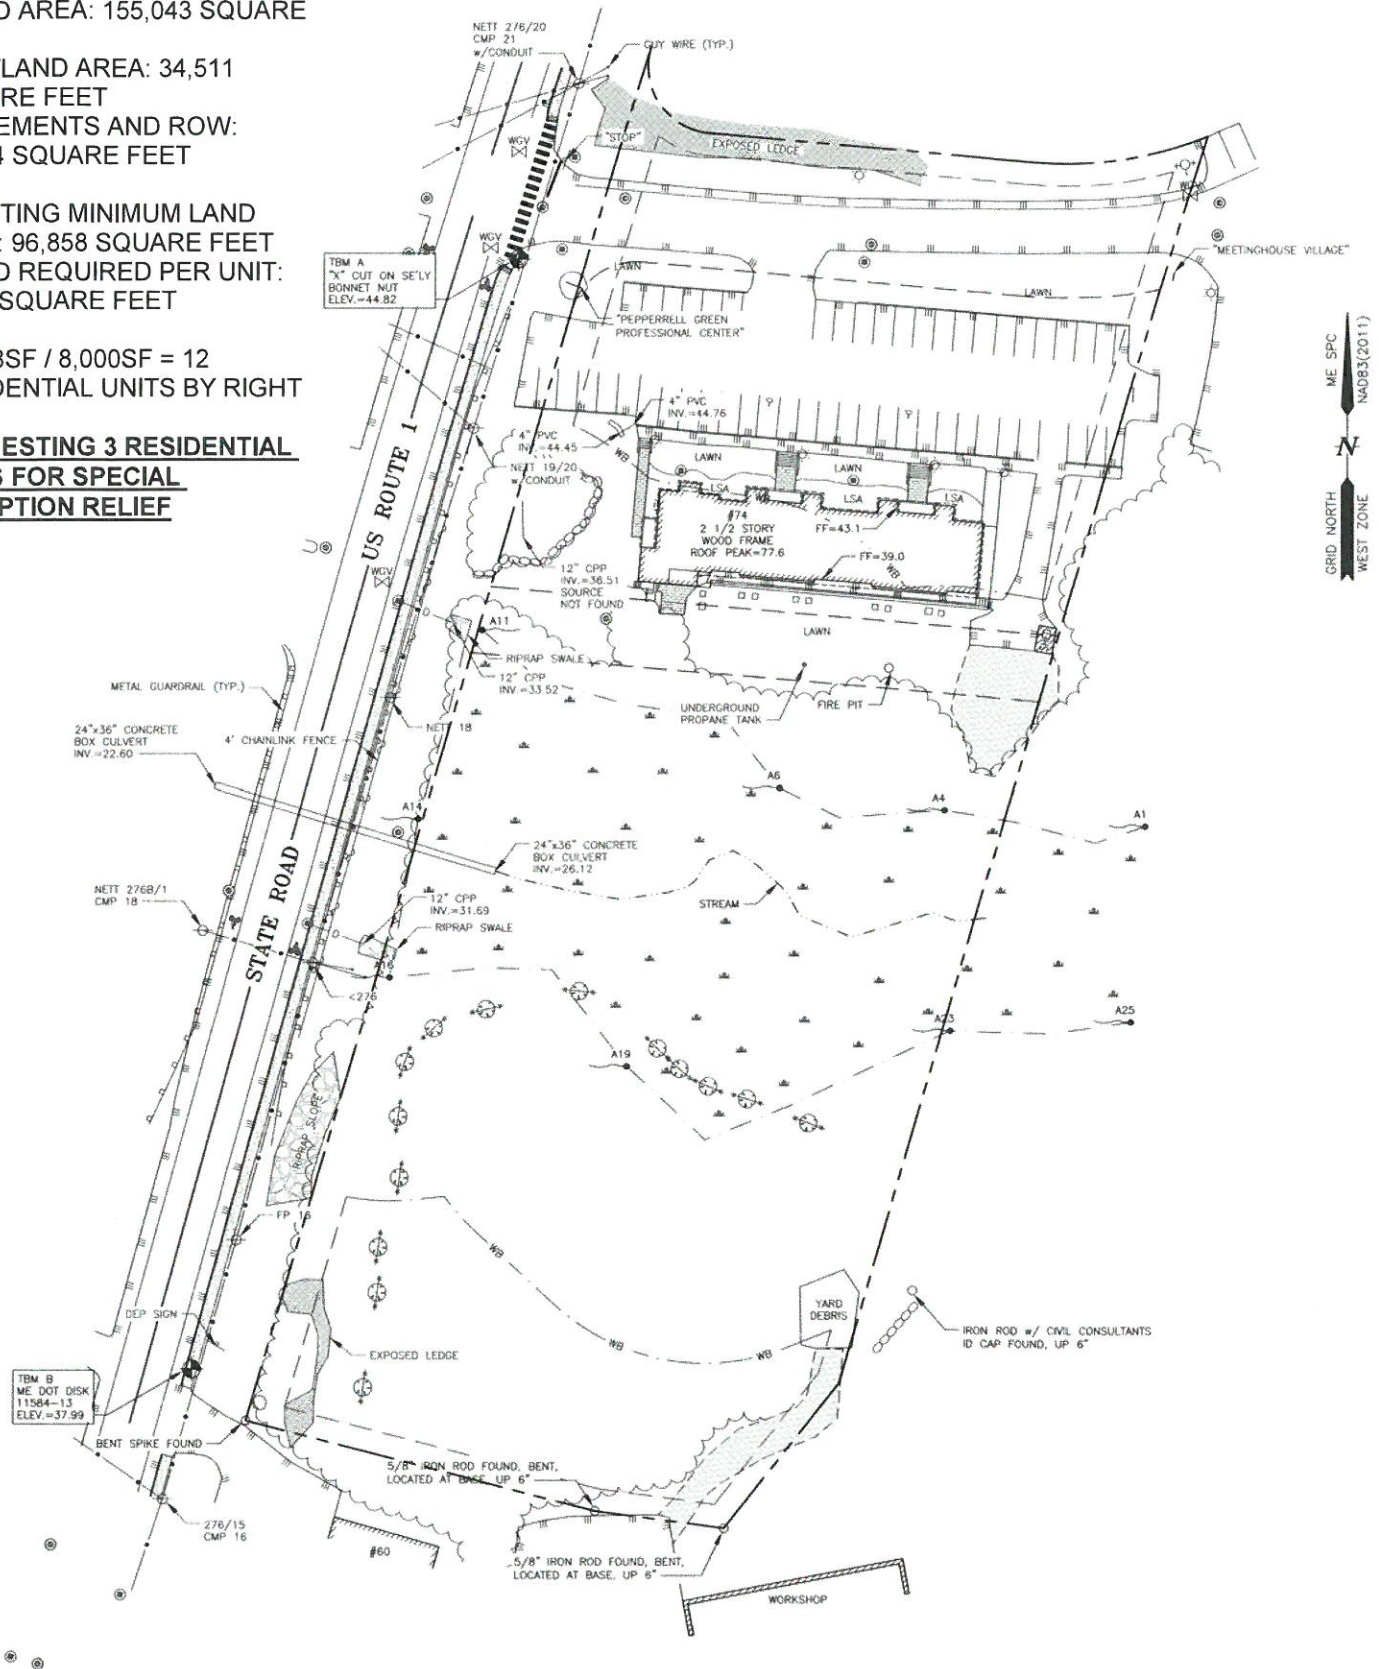 D AREA: 155,043 SQUARE
LAND AREA: 34,511
RE FEET
EMENTS AND ROW:
4 SQUARE FEET
TING MINIMUM LAND
: 96,858 SQUARE FEET
D REQUIRED PER UNIT:
SQUARE FEET
8SF / 8,000SF = 12
DENTIAL UNITS BY RIGHT
ESTING 3 RESIDENTIAL
S FOR SPECIAL
PTION RELIEF
NETT 276/20
CMP 21
w/CONDUIT
GUY WIRE (TYP.)
WGV
"STOP"
EXPOSED LEDGE
WGV
WGV
"MEETINGHOUSE VILLAGE"
TBM A
"X" CUT ON SE'LY
BONNET NUT
ELEV.=44.82
LAWN
LAWN
"PEPPERRELL GREEN
PROFESSIONAL CENTER"
ME SPC
NAD83(2011)
N
GRID NORTH
WEST ZONE
4" PVC
INV.=44.76
4" PVC
INV.=44.45
NETT 19/20
w/CONDUIT
WB
LAWN
LAWN
LSA
WB
LSA
LSA
#74
2 1/2 STORY
WOOD FRAME
ROOF PEAK=77.6
FF=43.1
FF=39.0
WB
US ROUTE 1
WGV
12" CPP
INV.=36.51
SOURCE
NOT FOUND
A11
LAWN
RIPRAP SWALE
12" CPP
INV.=33.52
METAL GUARDRAIL (TYP.)
UNDERGROUND
PROPANE TANK
FIRE PIT
NETT 18
24"x36" CONCRETE
BOX CULVERT
INV.=22.60
4' CHAINLINK FENCE
A6
A4
A1
A14
24"x36" CONCRETE
BOX CULVERT
INV.=26.12
STATE ROAD
NETT 276B/1
CMP 18
12" CPP
INV.=31.69
RIPRAP SWALE
STREAM
A16
<276
A23
A25
A19
RIPRAP SLOPE
FP 16
WB
YARD
DEBRIS
DEP SIGN
WB
WB
IRON ROD w/ CIVIL CONSULTANTS
ID CAP FOUND, UP 6"
EXPOSED LEDGE
TBM B
ME DOT DISK
11584-13
ELEV.=37.99
BENT SPIKE FOUND
5/8" IRON ROD FOUND, BENT,
LOCATED AT BASE, UP 6"
276/15
CMP 16
#60
5/8" IRON ROD FOUND, BENT,
LOCATED AT BASE, UP 6"
WORKSHOP